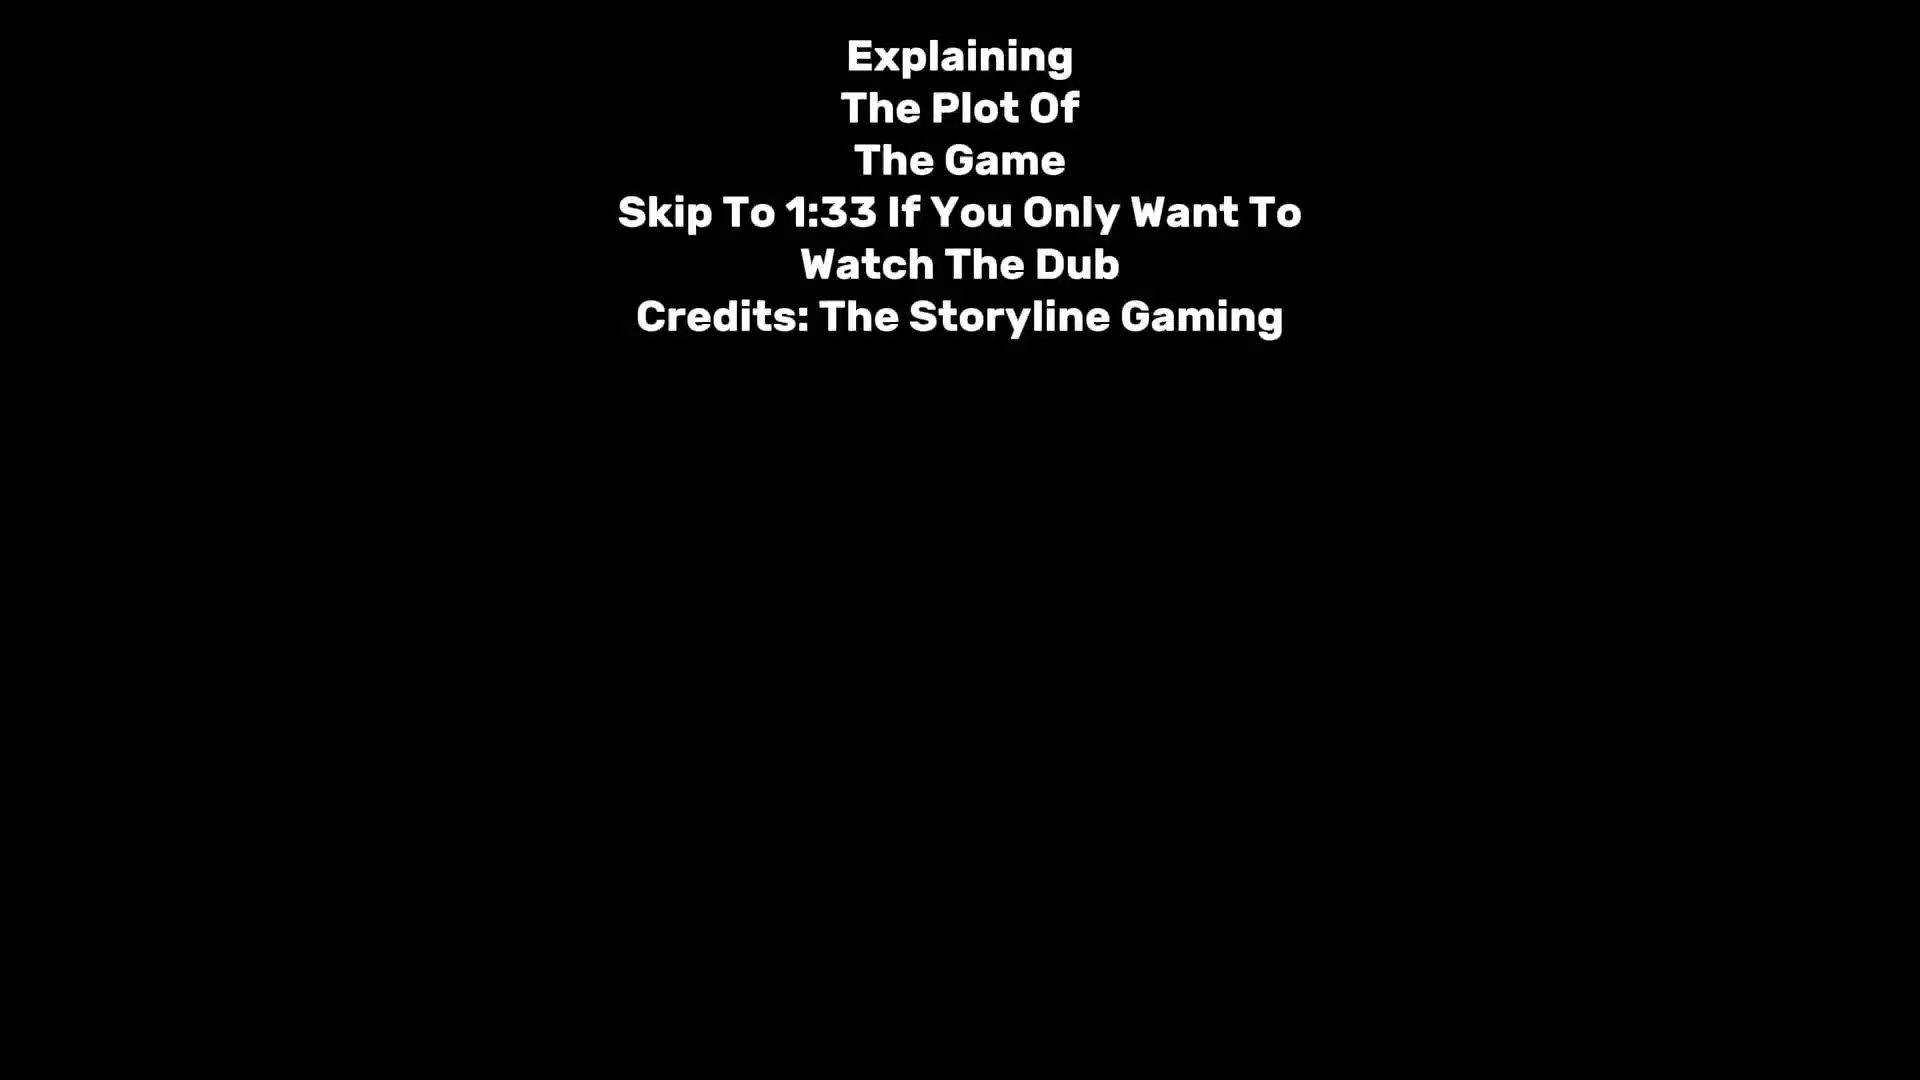 Explaining
The Plot Of
The Game
Skip To 1:33 If You Only Want To
Watch The Dub
Credits: The Storyline Gaming